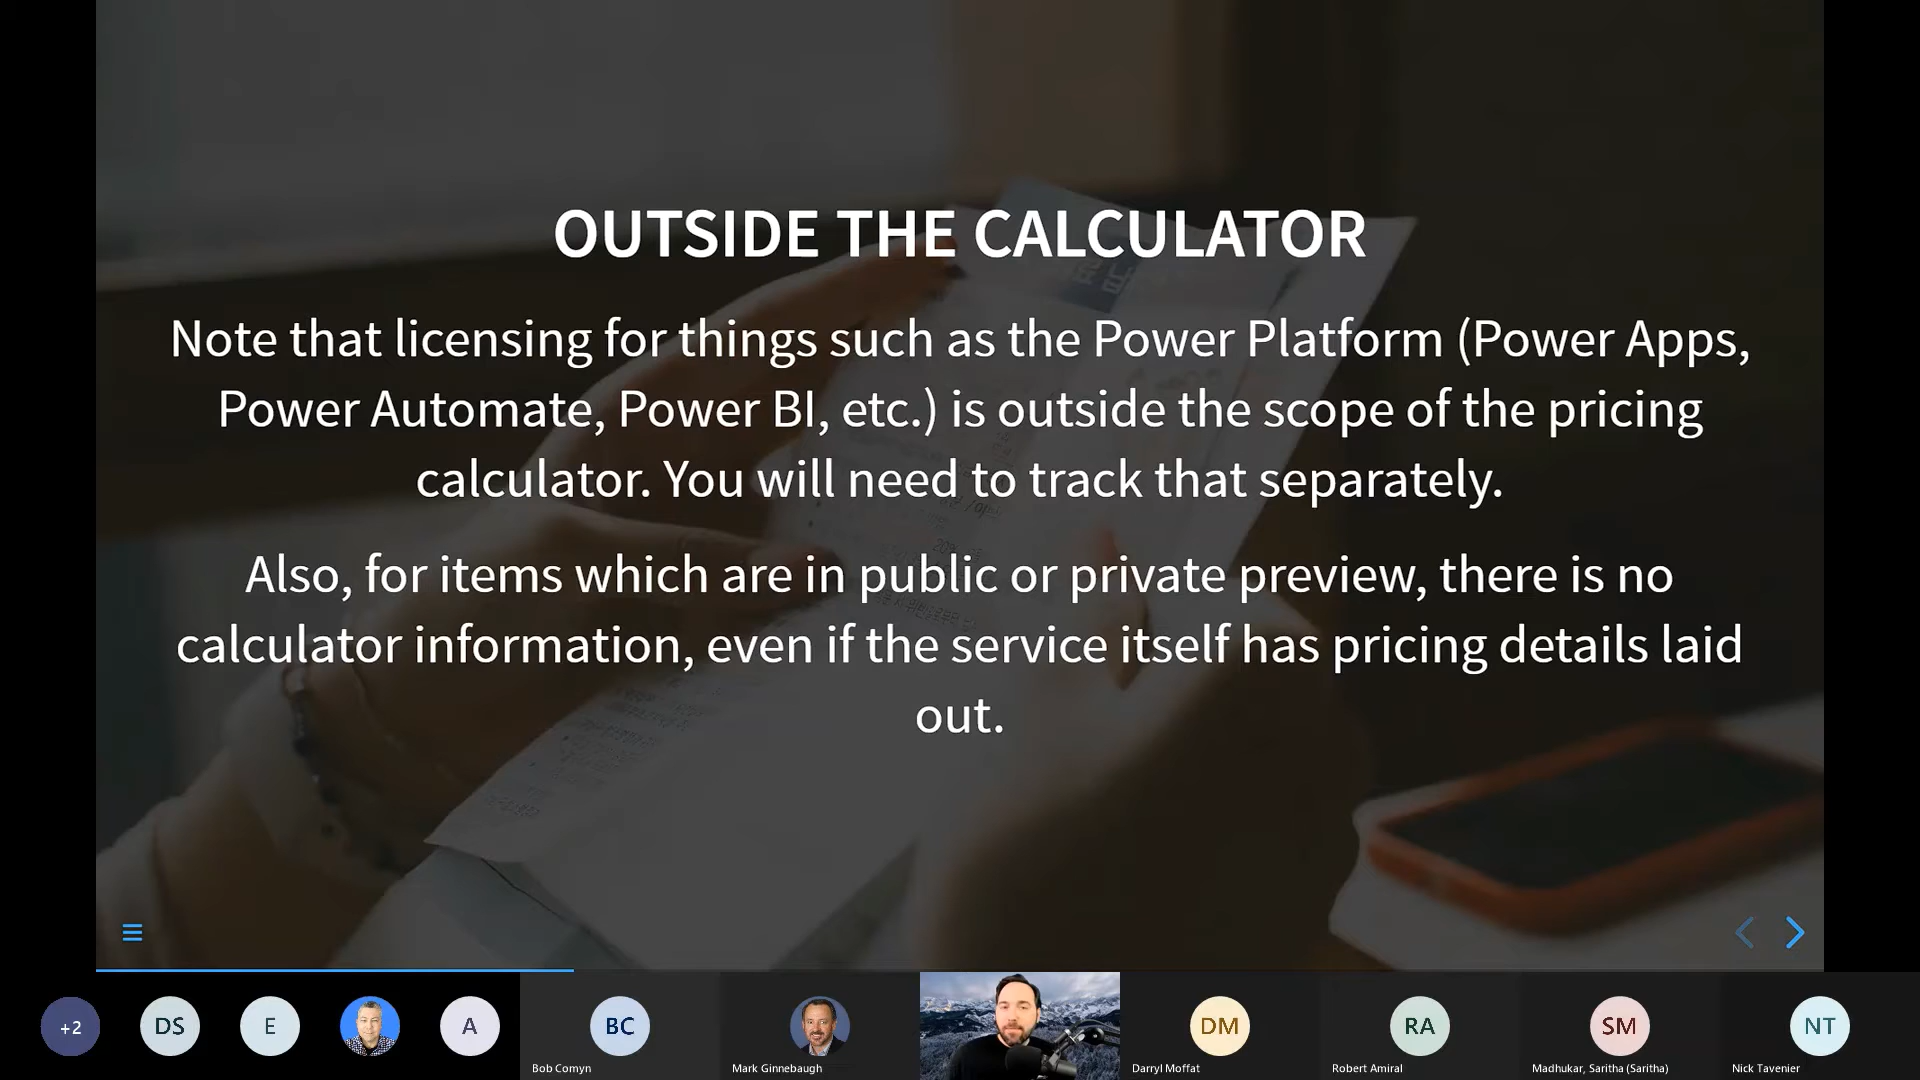 OUTSIDE THE CALCULATOR
Note that licensing for things such as the Power Platform (Power Apps,
Power Automate, Power BI, etc.) is outside the scope of the pricing
calculator. You will need to track that separately.
Also, for items which are in public or private preview, there is no
calculator information, even if the service itself has pricing details laid
out.
+2
DS
E
A
BC
DM
RA
SM
NT
Bob Comyn
Mark Ginnebaugh
Darryl Moffat
Robert Amiral
Madhukar, Saritha (Saritha)
Nick Tavenier